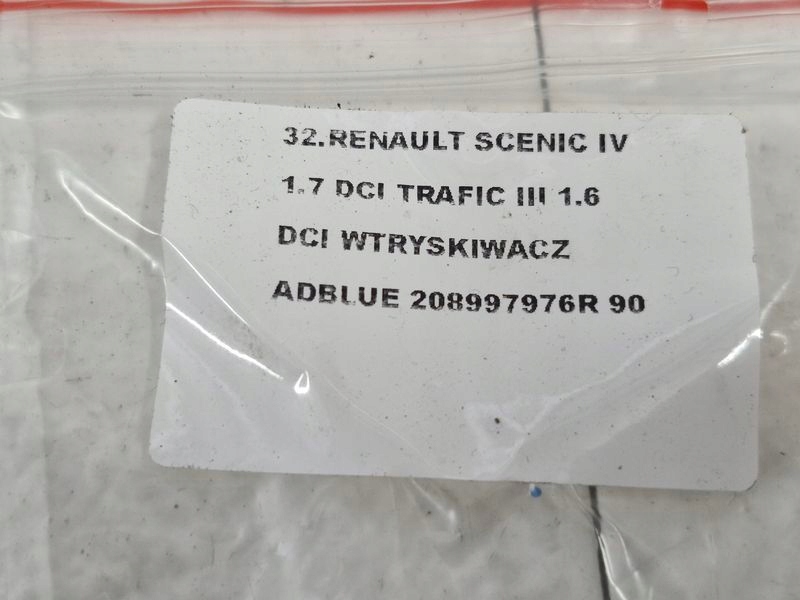 32.RENAULT SCENIC IV
1.7 DCI TRAFIC III 1.6
DCI WTRYSKIWACZ
ADBLUE 208997976R 90